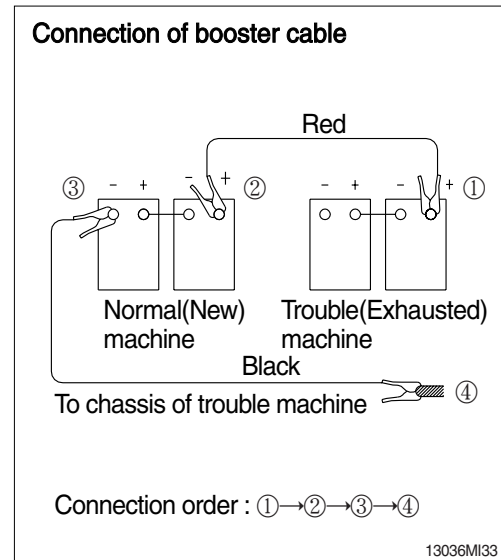 Connection of booster cable
Red
③ - + - + ② - + - + ①
Normal(New) Trouble(Exhausted)
machine machine
Black
To chassis of trouble machine ④
Connection order : ①→②→③→④
13036MI33